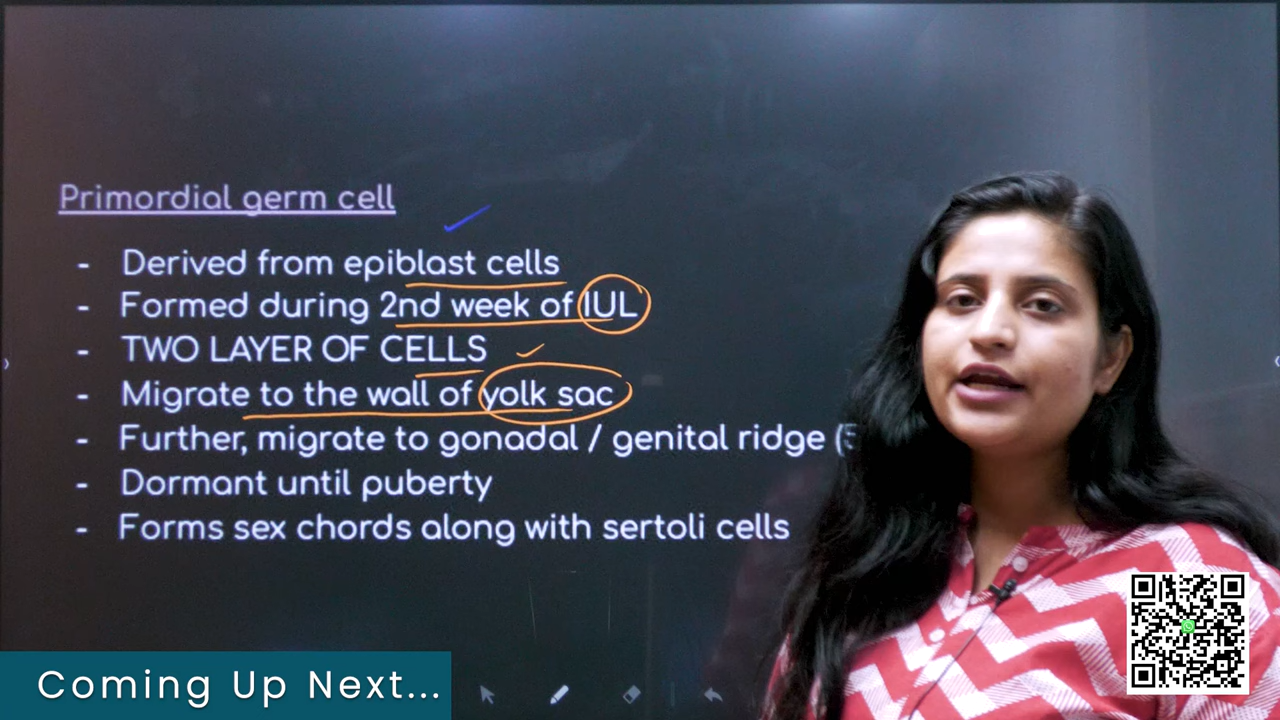 Primordial germ cell
- Derived from epiblast cells
- Formed during 2nd week of IUL
- TWO LAYER OF CELLS
- Migrate to the wall of yolk sac
- Further, migrate to gonadal / genital ridge (5
- Dormant until puberty
- Forms sex chords along with sertoli cells
Coming Up Next...